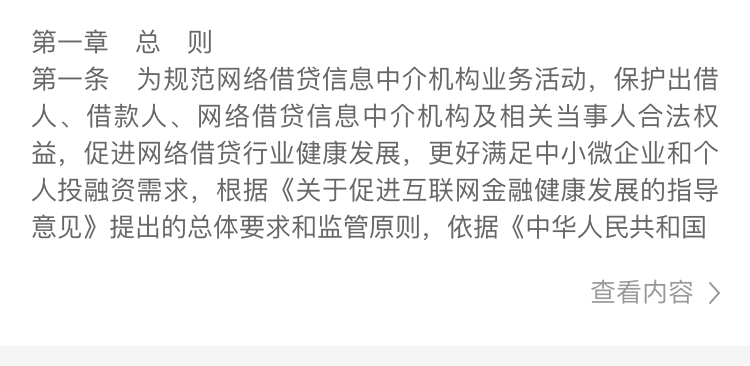 第一章　总　则
第一条　为规范网络借贷信息中介机构业务活动，保护出借
人、借款人、网络借贷信息中介机构及相关当事人合法权
益，促进网络借贷行业健康发展，更好满足中小微企业和个
人投融资需求，根据《关于促进互联网金融健康发展的指导
意见》提出的总体要求和监管原则，依据《中华人民共和国
查看内容